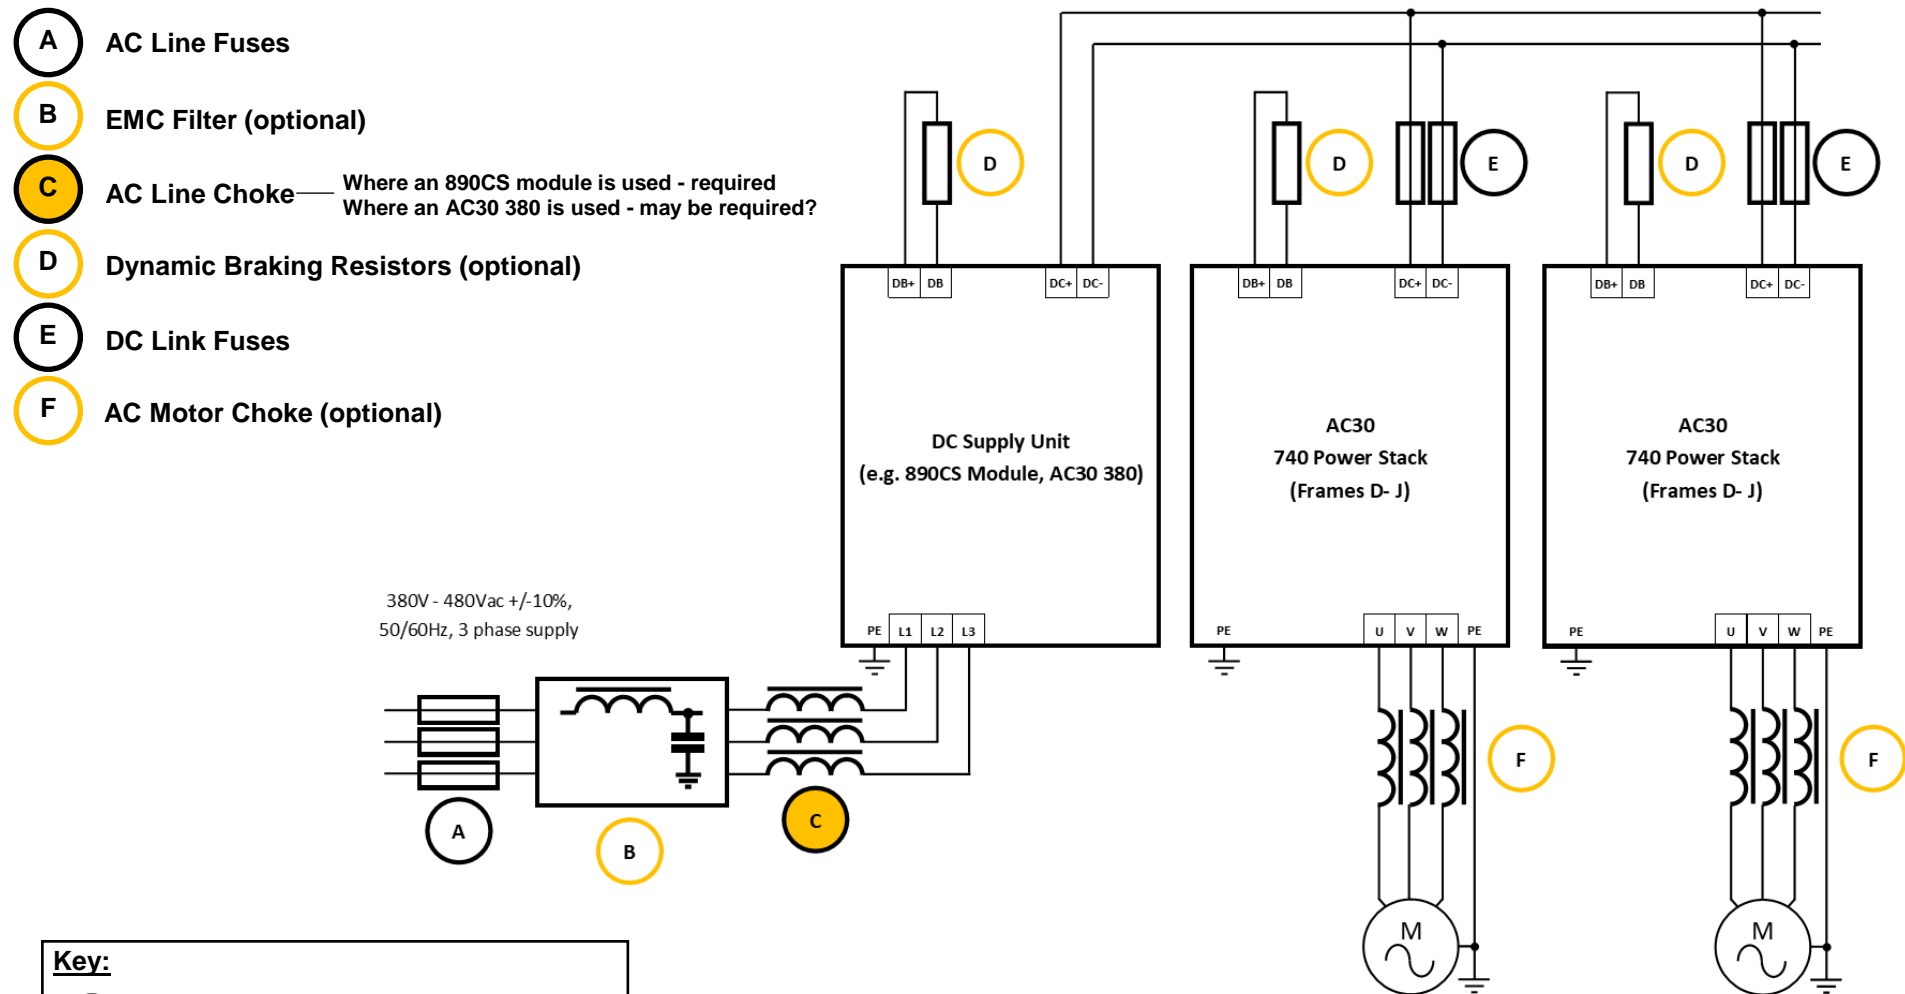 A AC Line Fuses
B EMC Filter (optional)
C AC Line Choke
Where an 890CS module is used - required
Where an AC30 380 is used - may be required?
D Dynamic Braking Resistors (optional)
E DC Link Fuses
F AC Motor Choke (optional)
D
D
E
D
E
DB+ DB DC+ DC-
DB+ DB DC+ DC-
DB+ DB DC+ DC-
DC Supply Unit
(e.g. 890CS Module, AC30 380)
AC30
740 Power Stack
(Frames D- J)
AC30
740 Power Stack
(Frames D- J)
380V - 480Vac +/-10%,
50/60Hz, 3 phase supply
PE L1 L2 L3
PE U V W PE
PE U V W PE
A
B
C
F
F
M
M
Key: